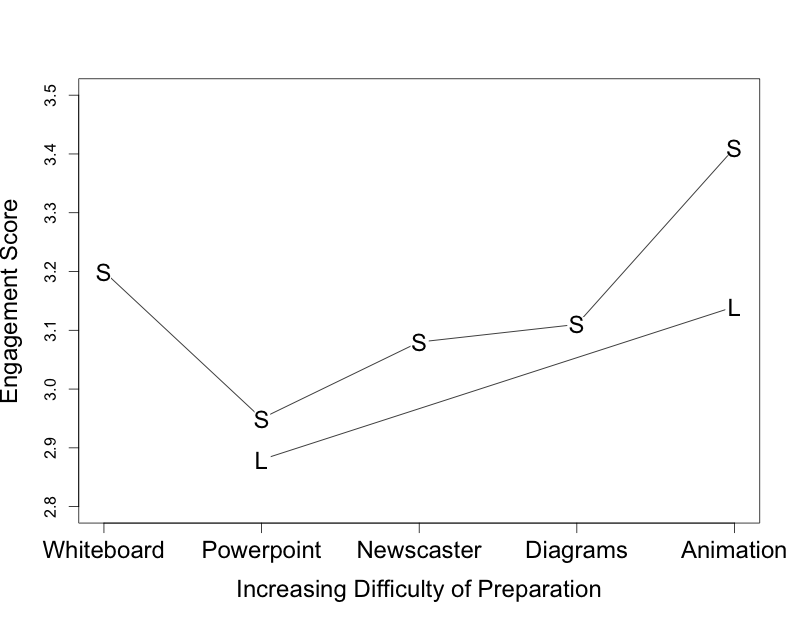 3.5
3.4
3.3
3.2
3.1
3.0
2.9
2.8
Engagement Score
S
S
S
S
S
L
L
Whiteboard Powerpoint Newscaster Diagrams Animation
Increasing Difficulty of Preparation